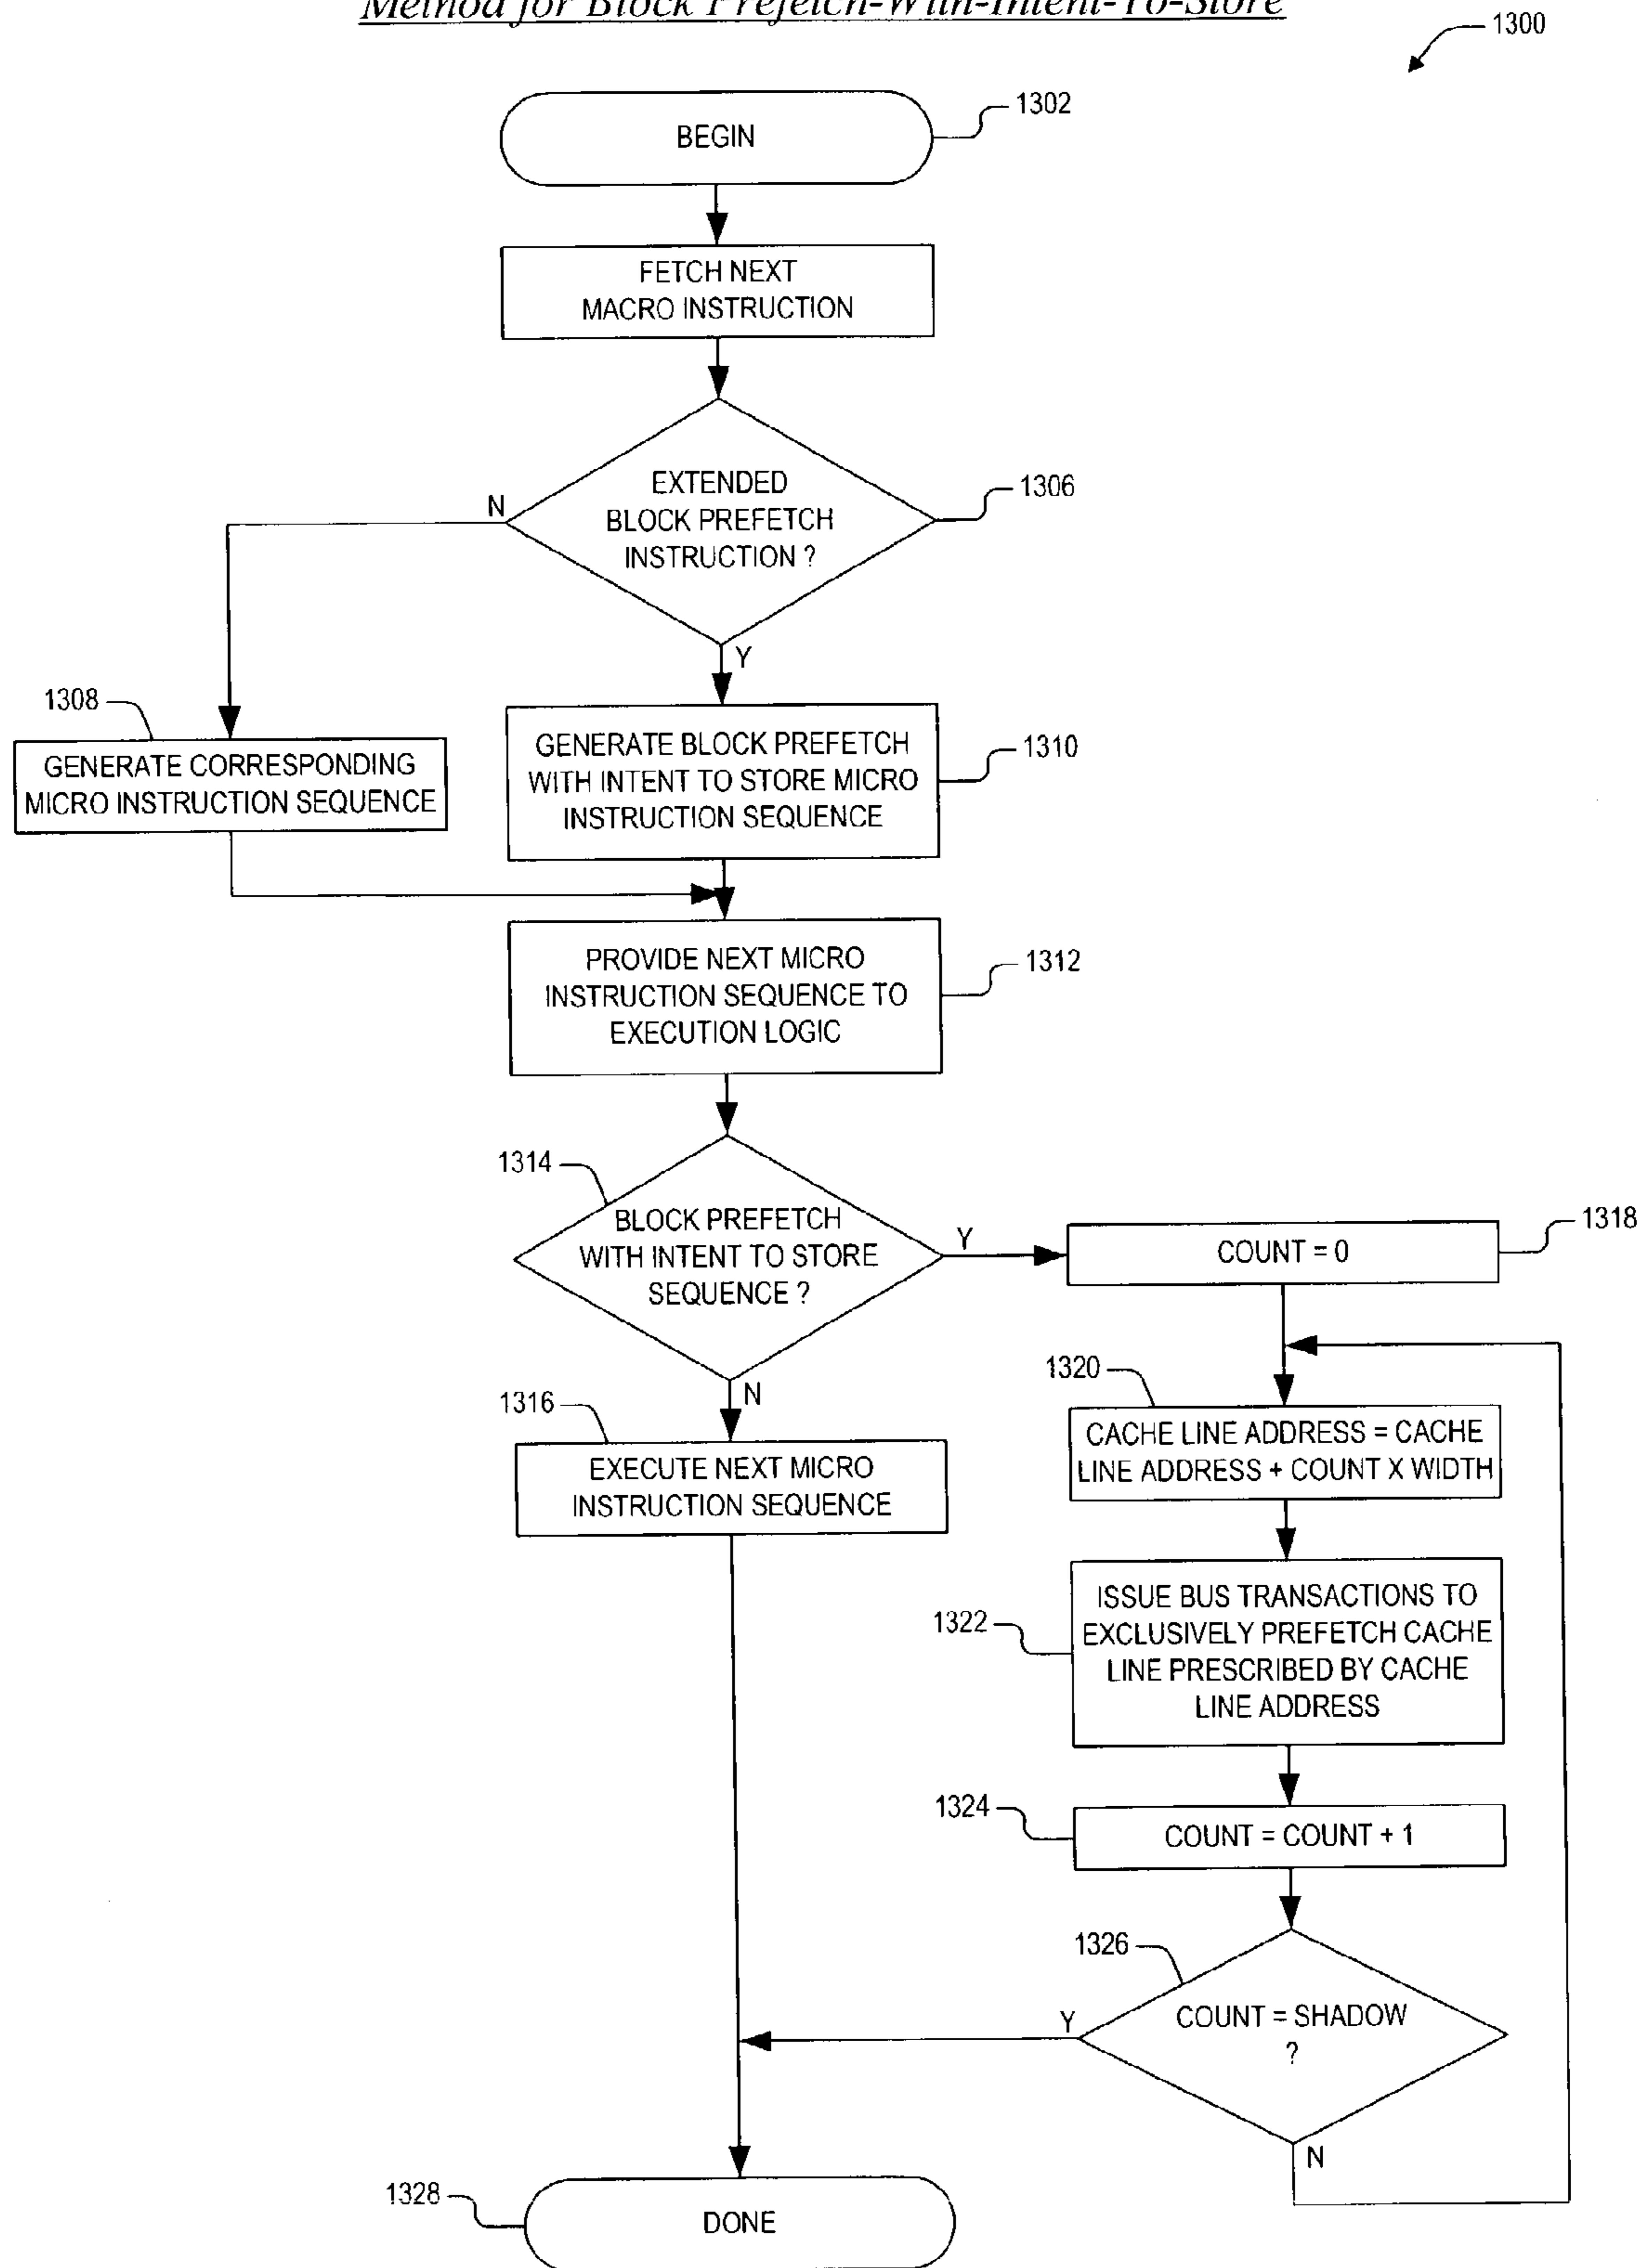 Method for Block Prefetch-With-Intent-To-Store
1300
BEGIN
1302
FETCH NEXT
MACRO INSTRUCTION
EXTENDED
BLOCK PREFETCH
INSTRUCTION ?
1306
N
Y
1308
GENERATE CORRESPONDING
MICRO INSTRUCTION SEQUENCE
GENERATE BLOCK PREFETCH
WITH INTENT TO STORE MICRO
INSTRUCTION SEQUENCE
1310
PROVIDE NEXT MICRO
INSTRUCTION SEQUENCE TO
EXECUTION LOGIC
1312
1314
BLOCK PREFETCH
WITH INTENT TO STORE
SEQUENCE ?
Y
N
COUNT = 0
1318
1316
EXECUTE NEXT MICRO
INSTRUCTION SEQUENCE
1320
CACHE LINE ADDRESS = CACHE
LINE ADDRESS + COUNT X WIDTH
1322
ISSUE BUS TRANSACTIONS TO
EXCLUSIVELY PREFETCH CACHE
LINE PRESCRIBED BY CACHE
LINE ADDRESS
1324
COUNT = COUNT + 1
1326
COUNT = SHADOW
?
Y
N
1328
DONE